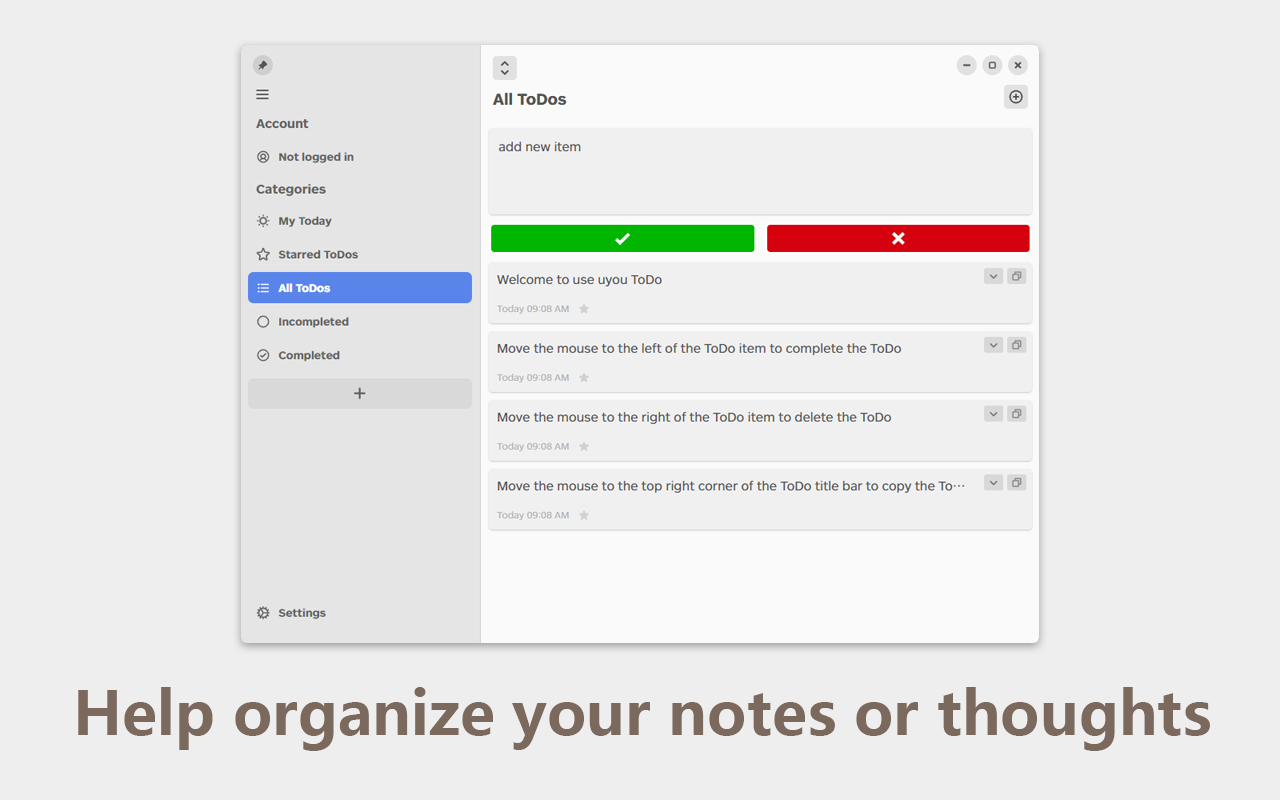 Account
Not logged in
Categories
My Today
Starred ToDos
All ToDos
Incompleted
Completed
Settings
All ToDos
add new item
Welcome to use uyou ToDo
Today 09:08 AM
Move the mouse to the left of the ToDo item to complete the ToDo
Today 09:08 AM
Move the mouse to the right of the ToDo item to delete the ToDo
Today 09:08 AM
Move the mouse to the top right corner of the ToDo title bar to copy the To···
Today 09:08 AM
Help organize your notes or thoughts